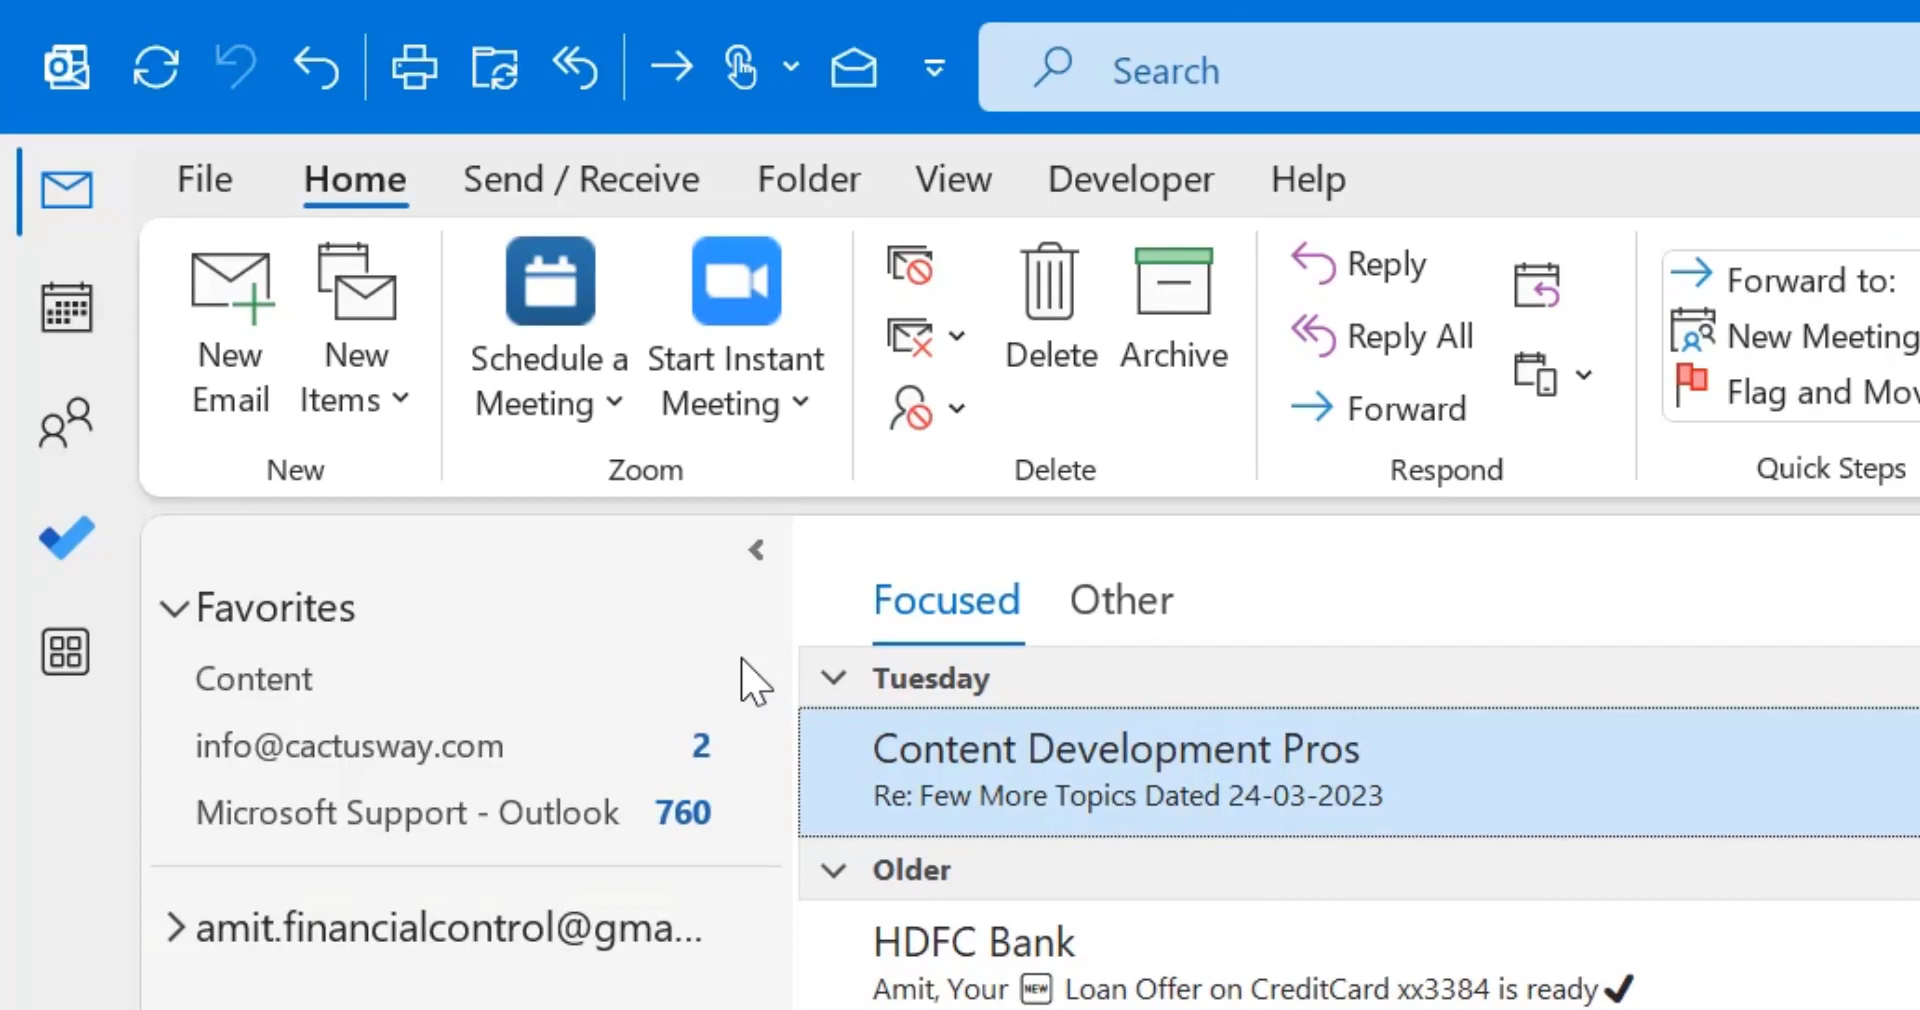 Search
File Home Send / Receive Folder View Developer Help
New Email
New Items
Schedule a Meeting
Start Instant Meeting
Delete
Archive
Reply
Reply All
Forward
Forward to:
New Meeting
Flag and Mov
New
Zoom
Delete
Respond
Quick Steps
Favorites
Content
info@cactusway.com 2
Microsoft Support - Outlook 760
amit.financialcontrol@gma...
Focused Other
Tuesday
Content Development Pros
Re: Few More Topics Dated 24-03-2023
Older
HDFC Bank
Amit, Your NEW Loan Offer on CreditCard xx3384 is ready✔